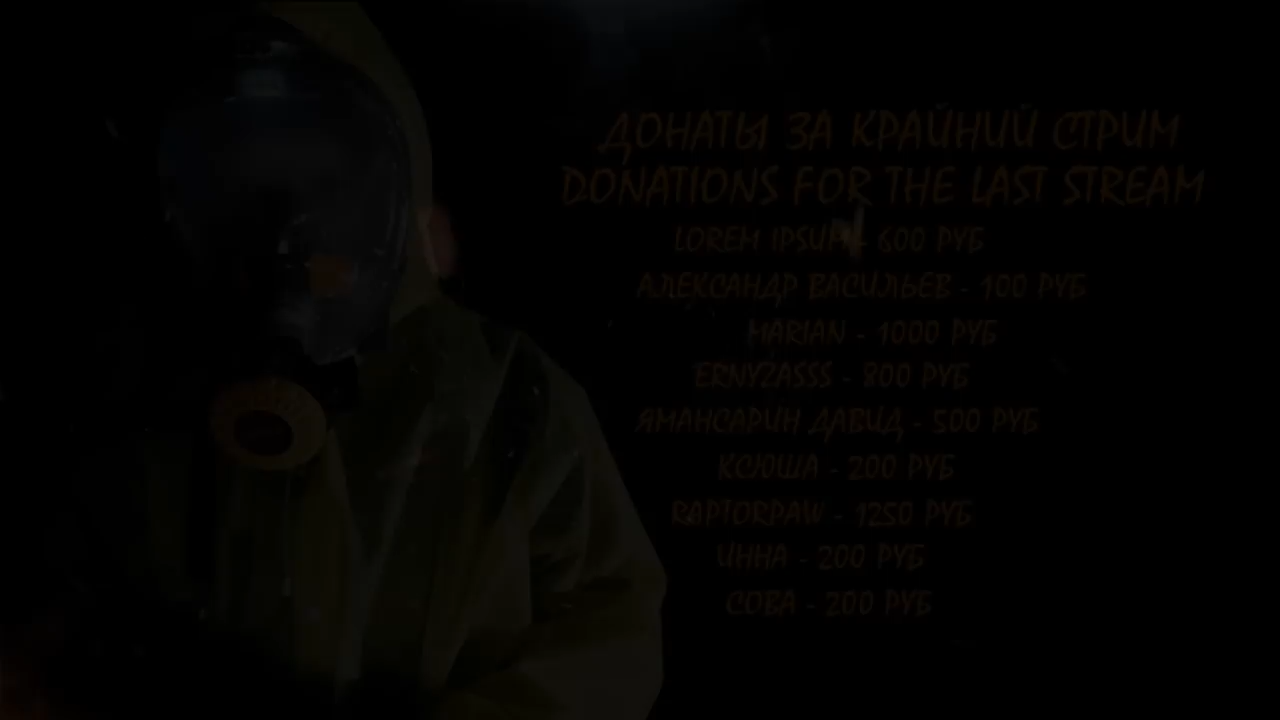 ДОНАТЫ ЗА КРАЙНИЙ СТРИМ
DONATIONS FOR THE LAST STREAM
LOREM IPSUM - 600 РУБ
АЛЕКСАНДР ВАСИЛЬЕВ - 100 РУБ
MARIAN - 1000 РУБ
ERNYZASSS - 800 РУБ
ЯМАНСАРИН ДАВИД - 500 РУБ
КСЮША - 200 РУБ
RAPTORPAW - 1250 РУБ
ИННА - 200 РУБ
СОВА - 200 РУБ